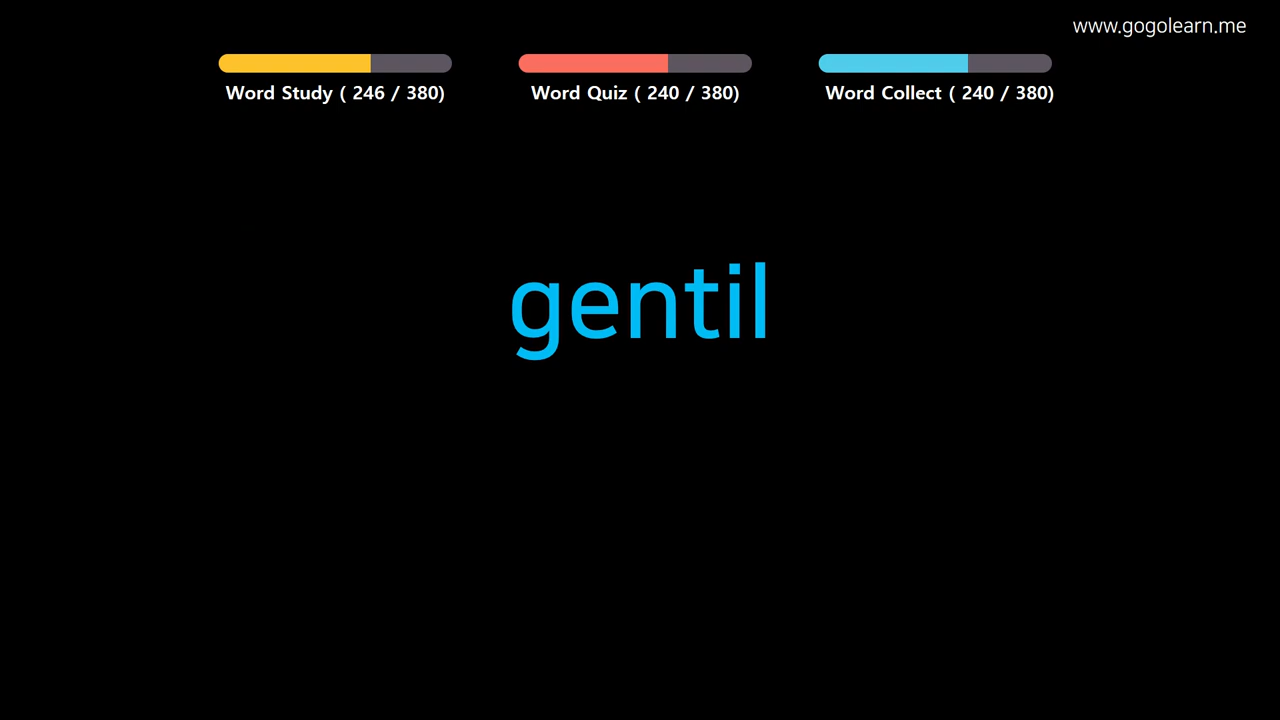 www.gogolearn.me
Word Study ( 246 / 380)
Word Quiz ( 240 / 380)
Word Collect ( 240 / 380)
gentil